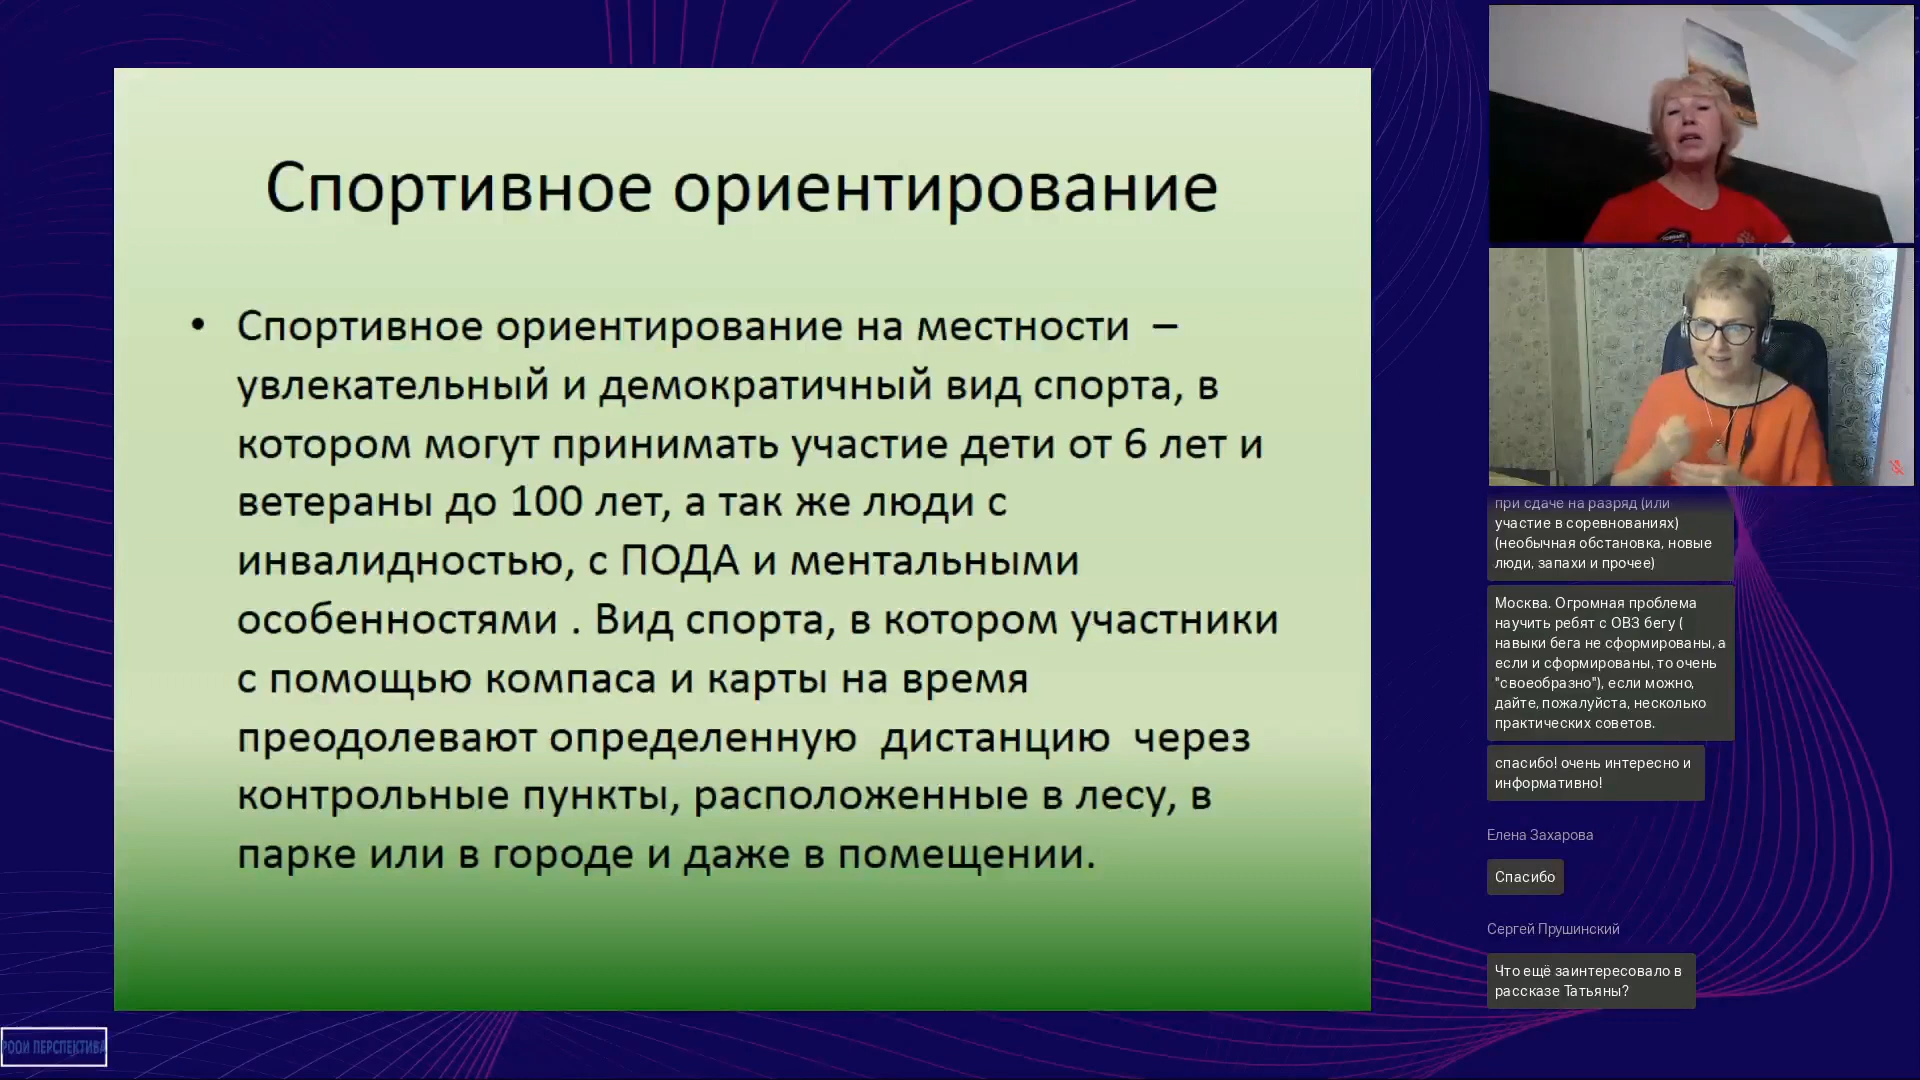 Спортивное ориентирование
• Спортивное ориентирование на местности –
увлекательный и демократичный вид спорта, в
котором могут принимать участие дети от 6 лет и
ветераны до 100 лет, а так же люди с
инвалидностью, с ПОДА и ментальными
особенностями . Вид спорта, в котором участники
с помощью компаса и карты на время
преодолевают определенную дистанцию через
контрольные пункты, расположенные в лесу, в
парке или в городе и даже в помещении.
при сдаче на разряд (или
участие в соревнованиях)
(необычная обстановка, новые
люди, запахи и прочее)
Москва. Огромная проблема
научить ребят с ОВЗ бегу (
навыки бега не сформированы, а
если и сформированы, то очень
"своеобразно"), если можно,
дайте, пожалуйста, несколько
практических советов.
спасибо! очень интересно и
информативно!
Елена Захарова
Спасибо
Сергей Прушинский
Что ещё заинтересовало в
рассказе Татьяны?
РООИ ПЕРСПЕКТИВА